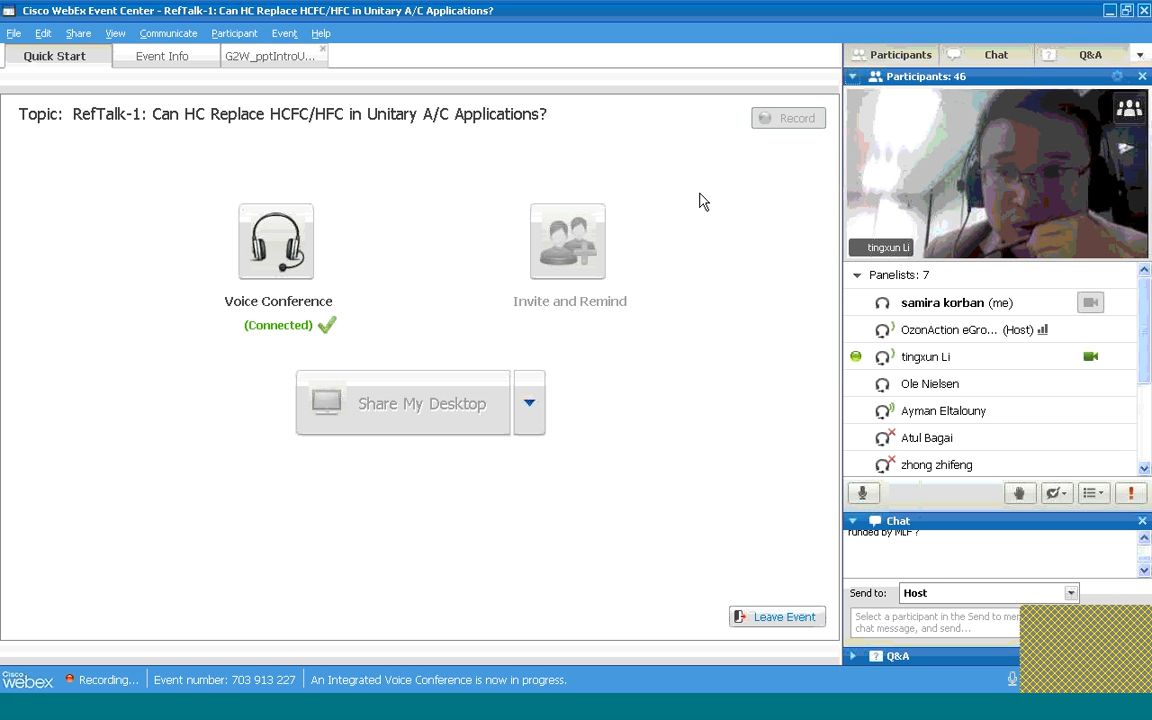 Cisco WebEx Event Center - RefTalk-1: Can HC Replace HCFC/HFC in Unitary A/C Applications?
File Edit Share View Communicate Participant Event Help
Quick Start Event Info G2W_pptIntroU...
Participants Chat Q&A
Participants: 46
Topic: RefTalk-1: Can HC Replace HCFC/HFC in Unitary A/C Applications?
Record
tingxun Li
Voice Conference
(Connected)
Invite and Remind
Share My Desktop
Panelists: 7
samira korban (me)
OzonAction eGro... (Host)
tingxun Li
Ole Nielsen
Ayman Eltalouny
Atul Bagai
zhong zhifeng
Chat
funded by MLF ?
Send to: Host
Select a participant in the Send to
chat message, and send...
Leave Event
Q&A
Cisco
webex
Recording...
Event number: 703 913 227
An Integrated Voice Conference is now in progress.